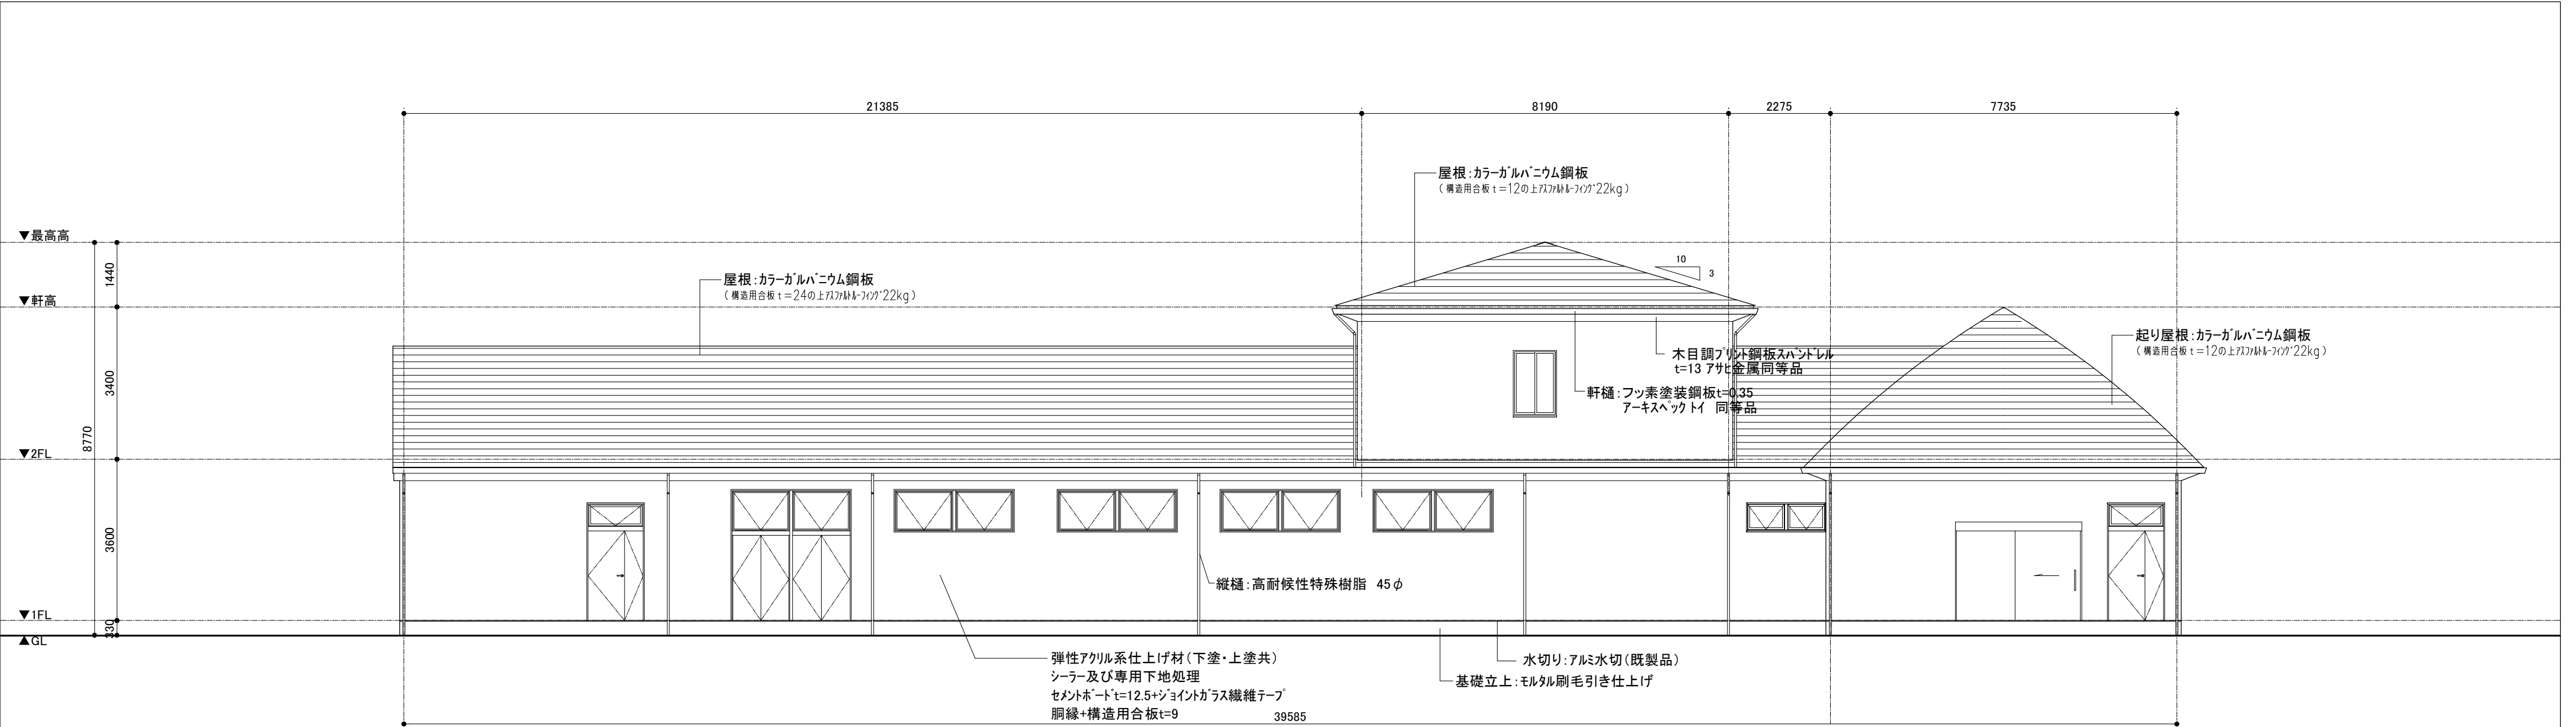 21385
8190
2275
7735
屋根：カラーガルバニウム鋼板
（構造用合板ｔ＝12の上アスファルトルーフィング22kg）
▼最高高
1440
10
3
屋根：カラーガルバニウム鋼板
（構造用合板ｔ＝24の上アスファルトルーフィング22kg）
▼軒高
起り屋根：カラーガルバニウム鋼板
（構造用合板ｔ＝12の上アスファルトルーフィング22kg）
木目調プリント鋼板スパンドレル
t=13 アサヒ金属同等品
3400
軒樋：フッ素塗装鋼板t=0.35
アーキスペックトイ　同等品
8770
▼2FL
3600
縦樋：高耐候性特殊樹脂　45φ
▼1FL
330
▲GL
弾性アクリル系仕上げ材（下塗・上塗共）
シーラー及び専用下地処理
セメントボードt=12.5+ジョイントガラス繊維テープ
胴縁+構造用合板t=9
水切り：アルミ水切（既製品）
基礎立上：モルタル刷毛引き仕上げ
39585